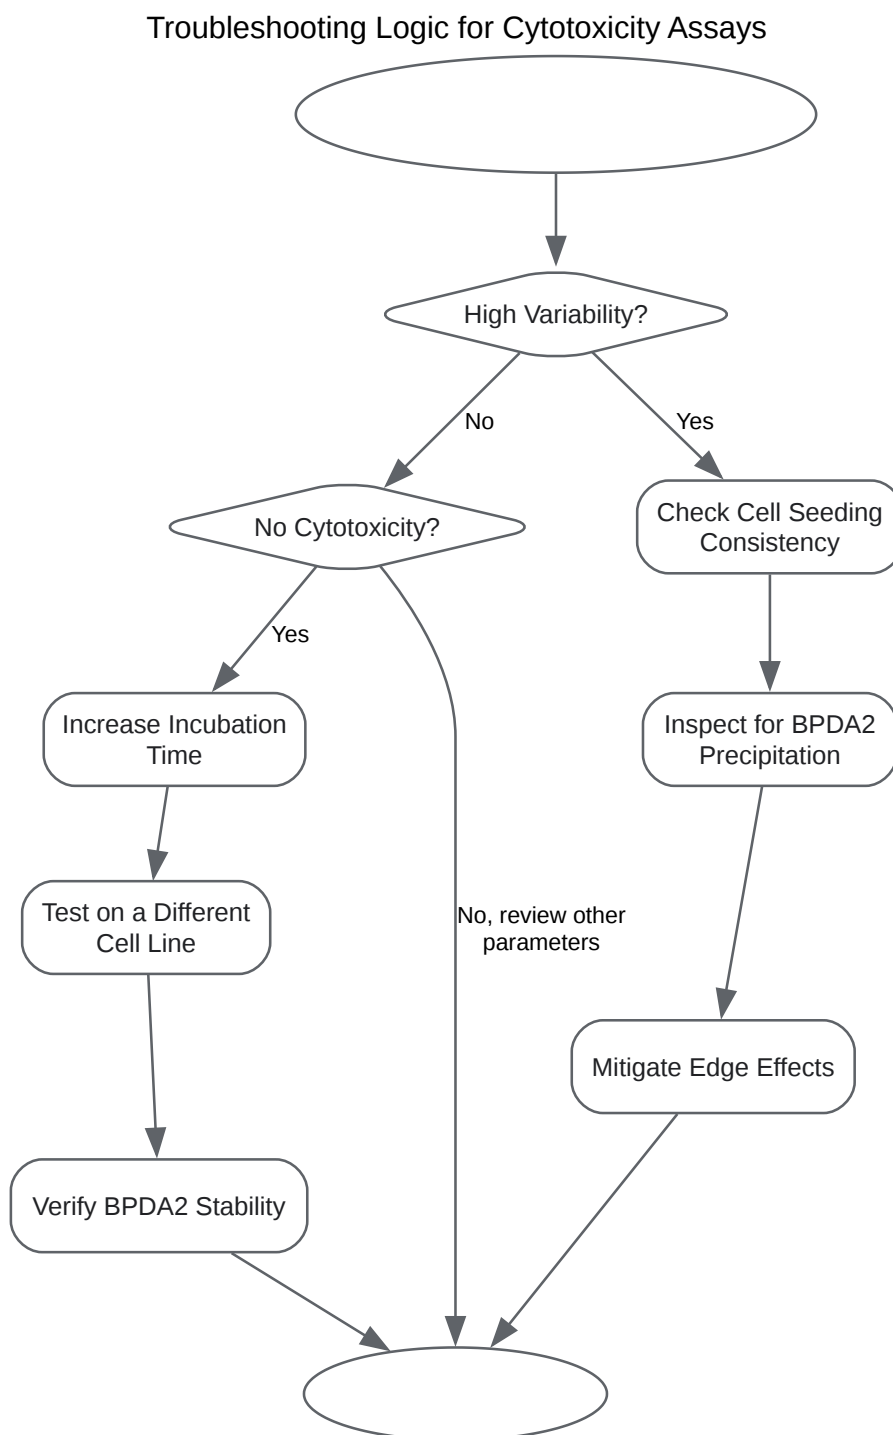 Troubleshooting Logic for Cytotoxicity Assays
High Variability?
No
Yes
No Cytotoxicity?
Check Cell Seeding
Consistency
Yes
Increase Incubation
Time
Inspect for BPDA2
Precipitation
Test on a Different
Cell Line
No, review other
parameters
Mitigate Edge Effects
Verify BPDA2 Stability